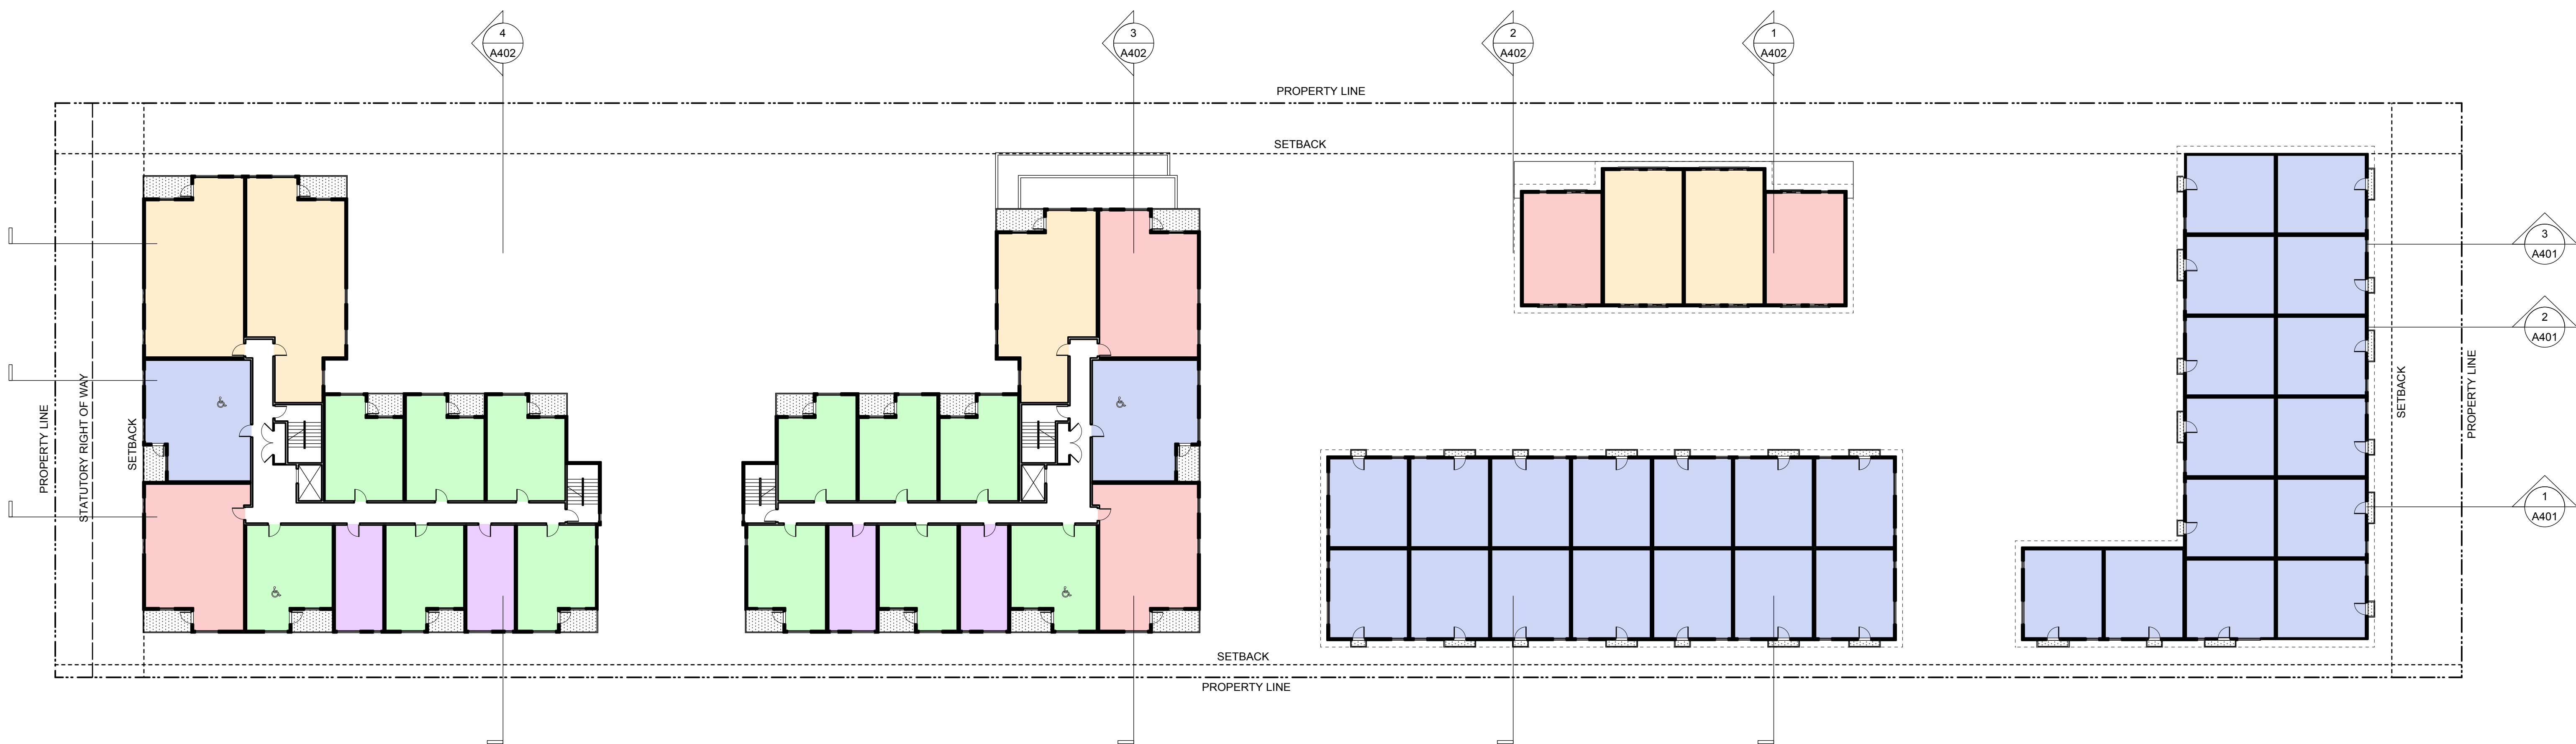 4
A402
3
A402
2
A402
1
A402
PROPERTY LINE
SETBACK
3
A401
2
A401
1
A401
PROPERTY LINE
STATUTORY RIGHT OF WAY
SETBACK
SETBACK
PROPERTY LINE
SETBACK
PROPERTY LINE